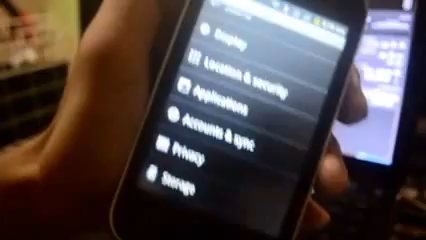 Display
Location & security
Applications
Accounts & sync
Privacy
Storage